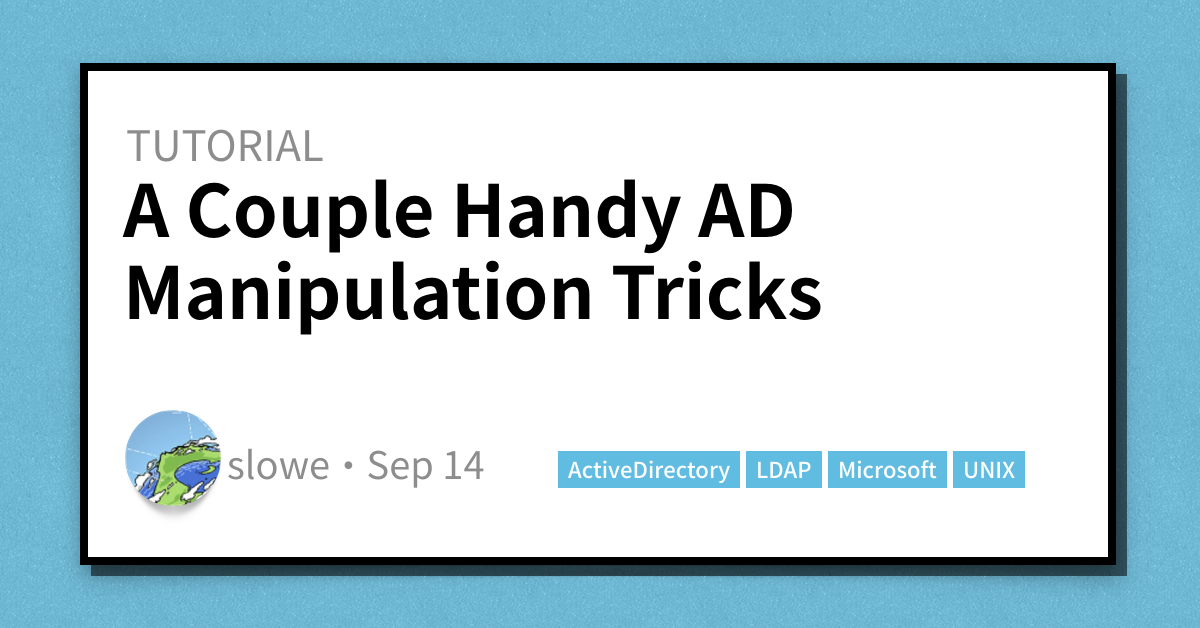 TUTORIAL
A Couple Handy AD
Manipulation Tricks
slowe • Sep 14
ActiveDirectory LDAP Microsoft UNIX